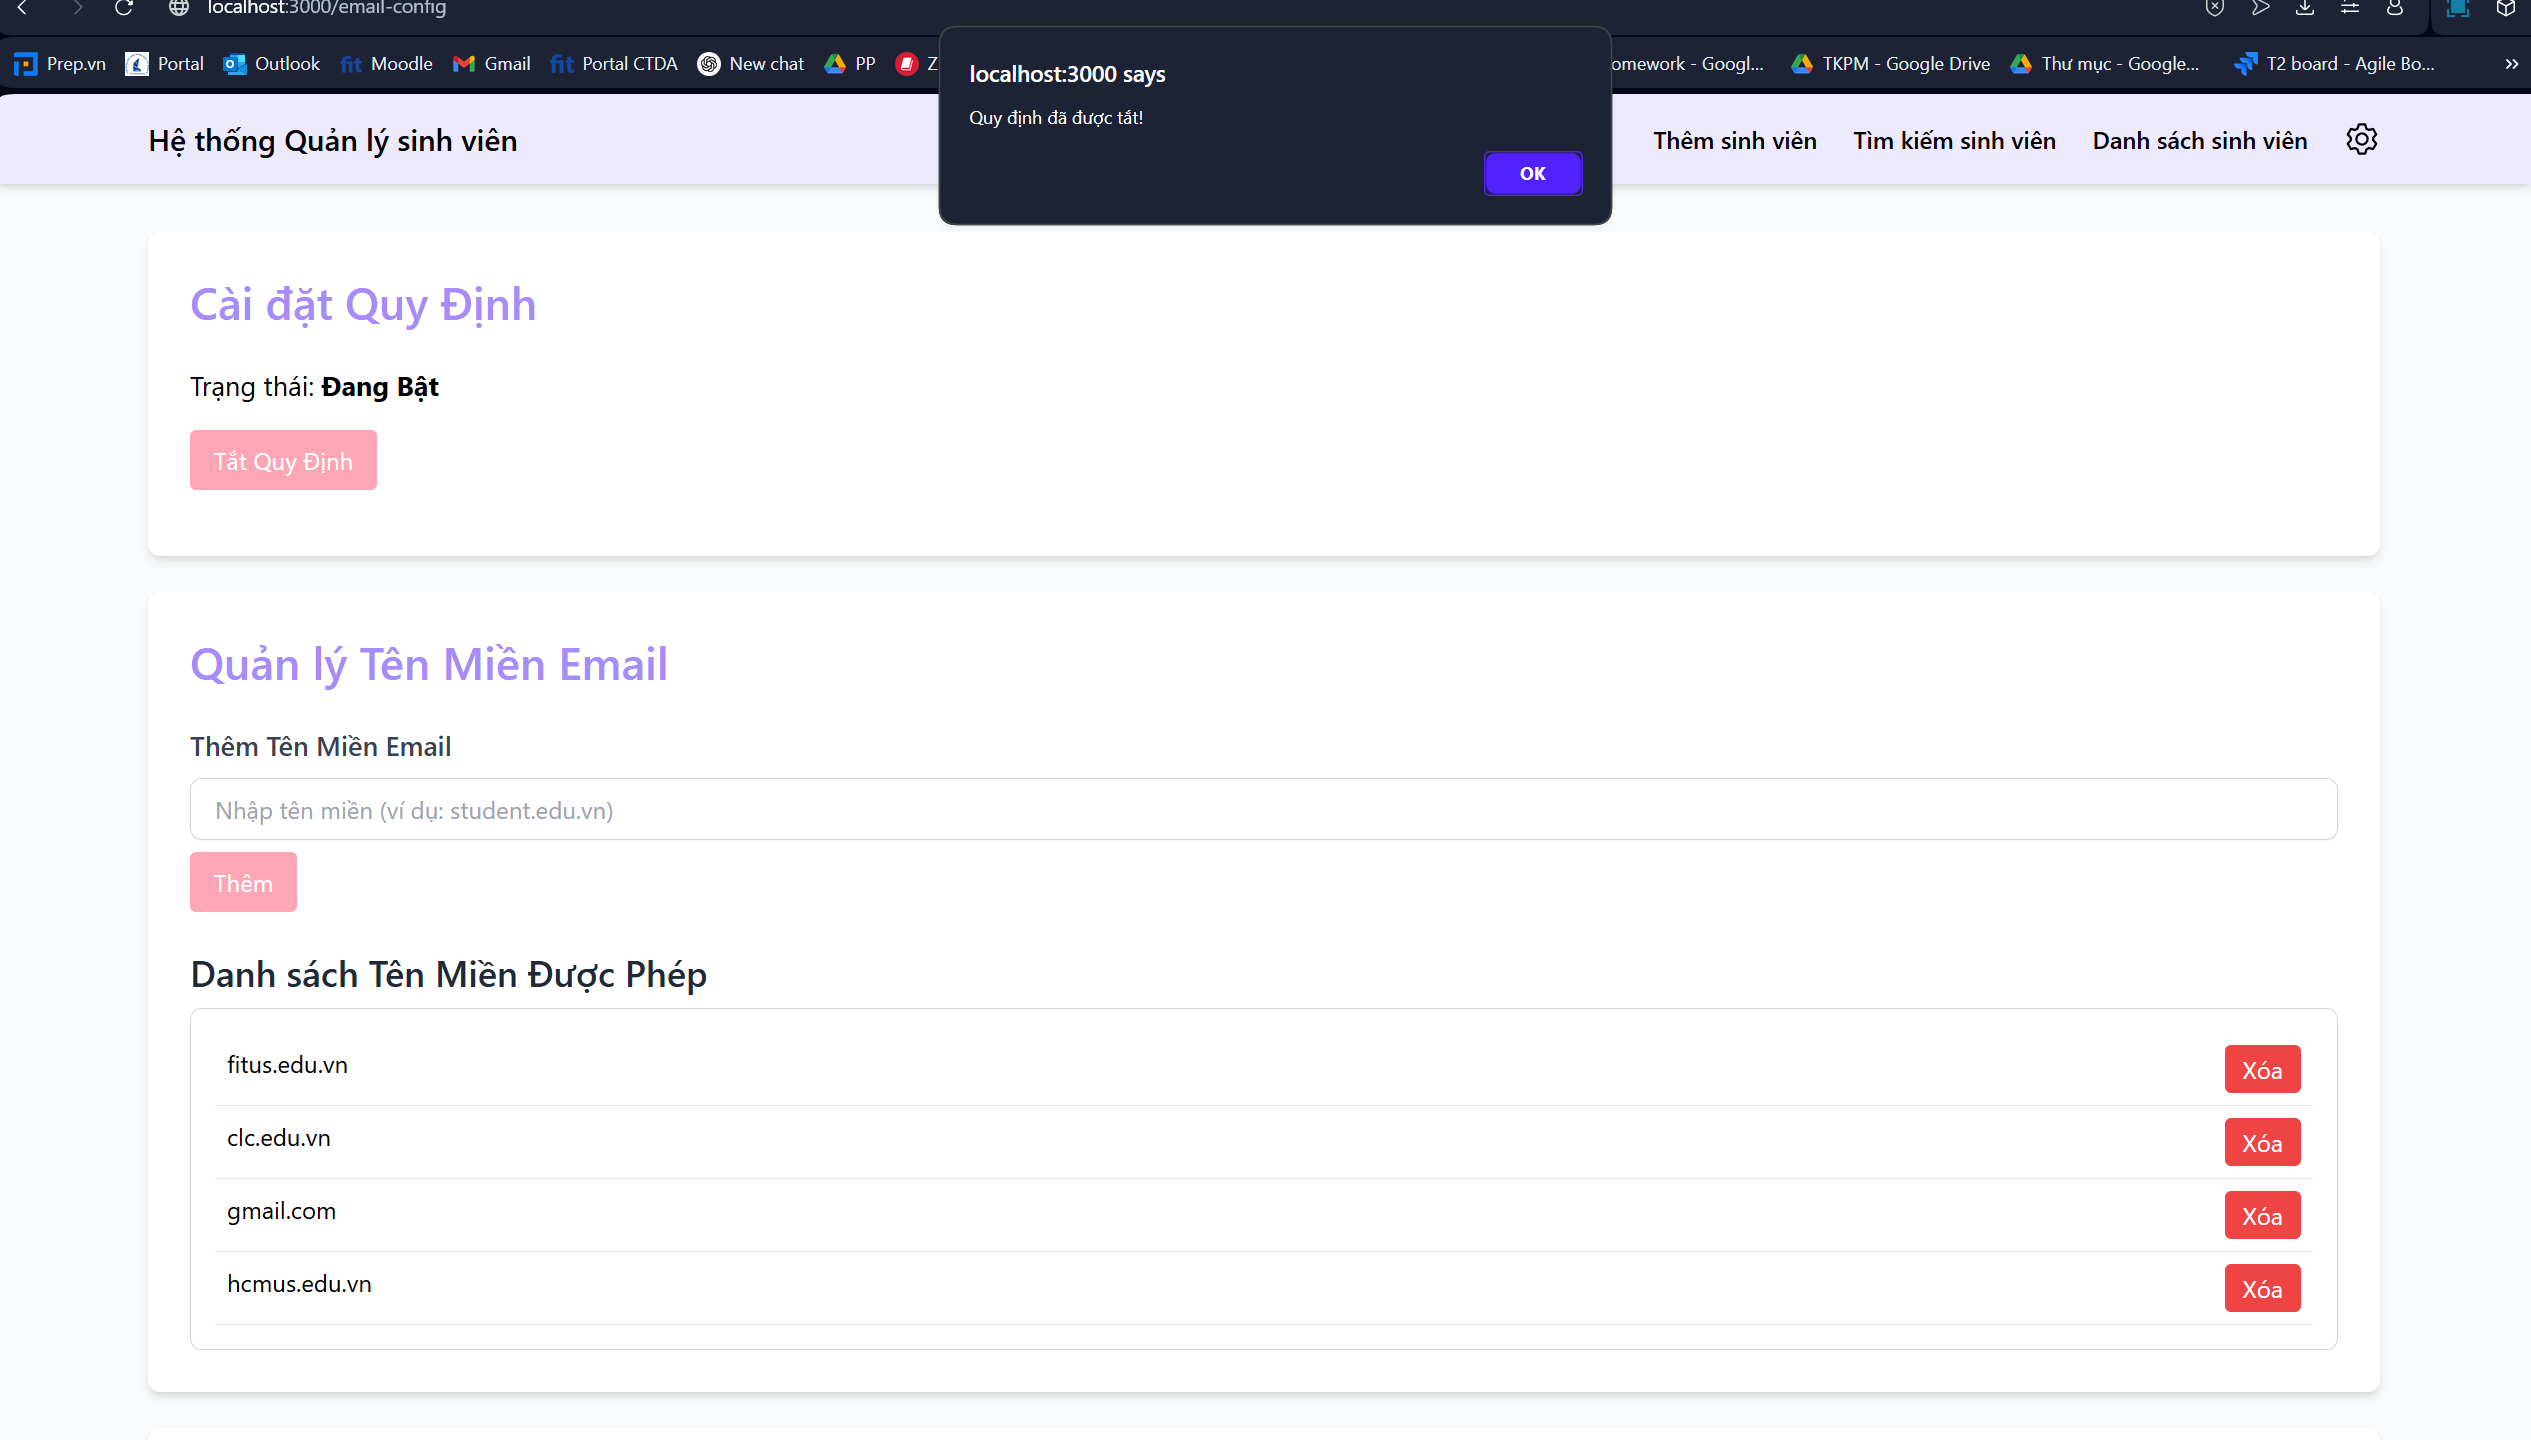 localhost:3000/email-config
Prep.vn Portal Outlook Moodle Gmail Portal CTDA New chat PP Z TKPM - Google Drive Thư mục - Google... T2 board - Agile Bo... »
localhost:3000 says
Quy định đã được tắt!
OK
Hệ thống Quản lý sinh viên
Thêm sinh viên Tìm kiếm sinh viên Danh sách sinh viên
Cài đặt Quy Định
Trạng thái: Đang Bật
Tắt Quy Định
Quản lý Tên Miền Email
Thêm Tên Miền Email
Nhập tên miền (ví dụ: student.edu.vn)
Thêm
Danh sách Tên Miền Được Phép
fitus.edu.vn Xóa
clc.edu.vn Xóa
gmail.com Xóa
hcmus.edu.vn Xóa